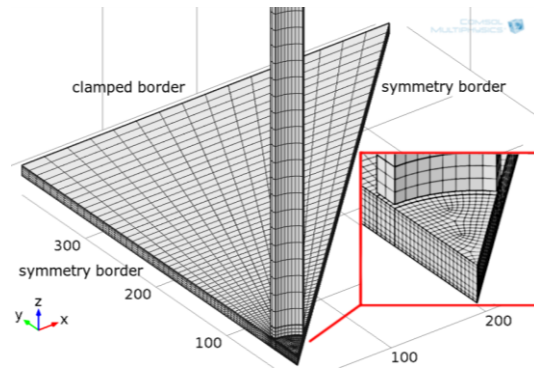 COMSOL
MULTIPHYSICS
clamped border
symmetry border
300
symmetry border
200
z
y
x
100
200
100